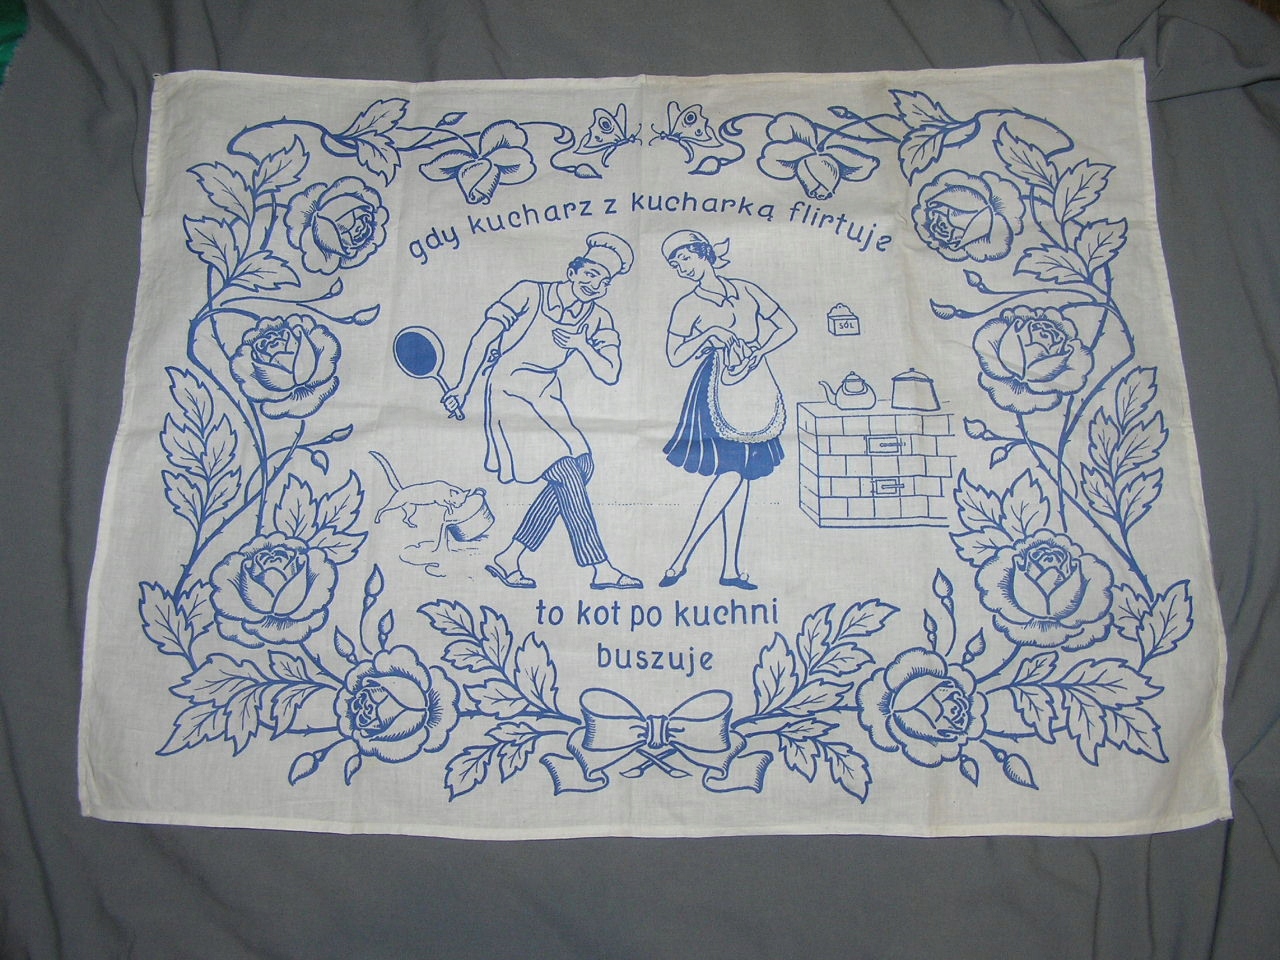 gdy kucharz z kucharką flirtuje
SÓL
to kot po kuchni
buszuje